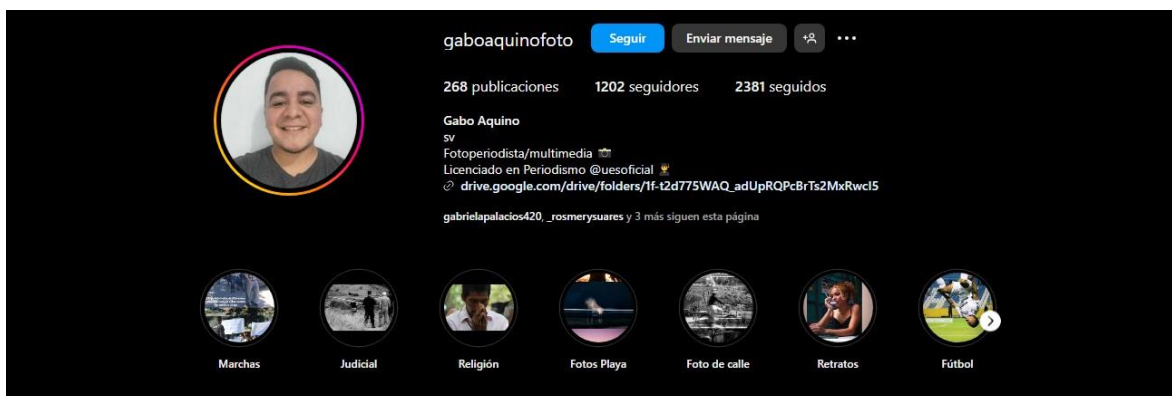 gaboaquinofoto Seguir Enviar mensaje
268 publicaciones 1202 seguidores 2381 seguidos
Gabo Aquino
sv
Fotoperiodista/multimedia 📸
Licenciado en Periodismo @uesoficial 👨‍🎓
drive.google.com/drive/folders/1f-t2d775WAQ_adUpRQPcBrTs2MxRwcl5
gabrielapalacios420, _rosmerysuares y 3 más siguen esta página
Marchas Judicial Religión Fotos Playa Foto de calle Retratos Fútbol